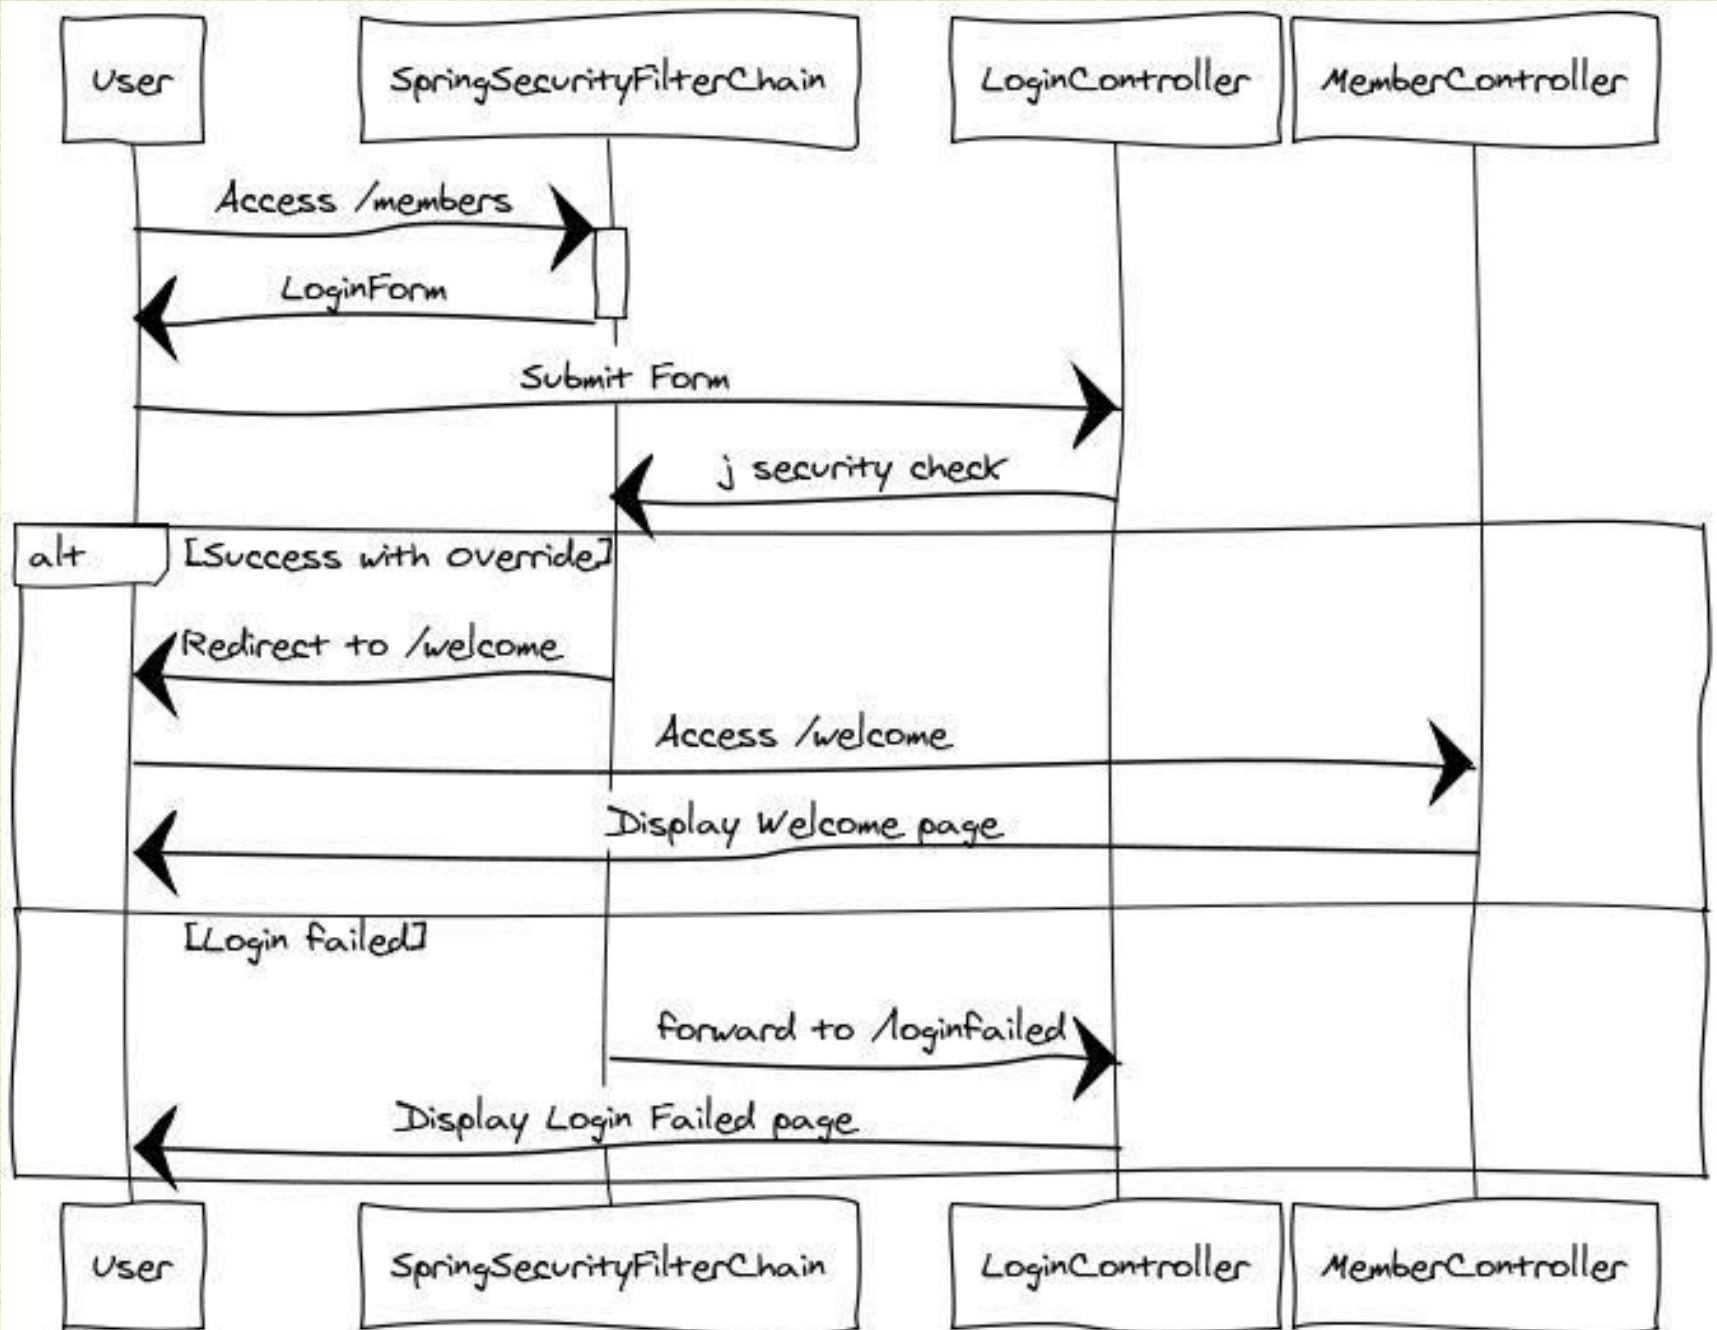 User
SpringSecurityFilterChain
LoginController
MemberController
Access /members
LoginForm
Submit Form
j security check
alt
[Success with override]
Redirect to /welcome
Access /welcome
Display Welcome page
[Login failed]
forward to /loginfailed
Display Login Failed page
User
SpringSecurityFilterChain
LoginController
MemberController